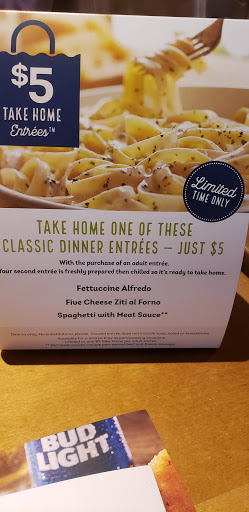 $5
TAKE HOME
Entrées™
Limited
TIME ONLY
TAKE HOME ONE OF THESE
CLASSIC DINNER ENTRÉES – JUST $5
With the purchase of an adult entrée.
Your second entrée is freshly prepared then chilled so it's ready to take home.
Fettuccine Alfredo
Five Cheese Ziti al Forno
Spaghetti with Meat Sauce**
BUD
LIGHT